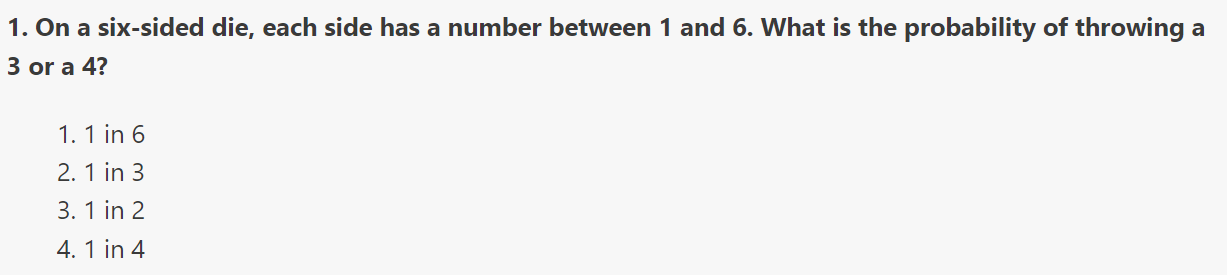 1. On a six-sided die, each side has a number between 1 and 6. What is the probability of throwing a
3 or a 4?
1. 1 in 6
2. 1 in 3
3. 1 in 2
4. 1 in 4